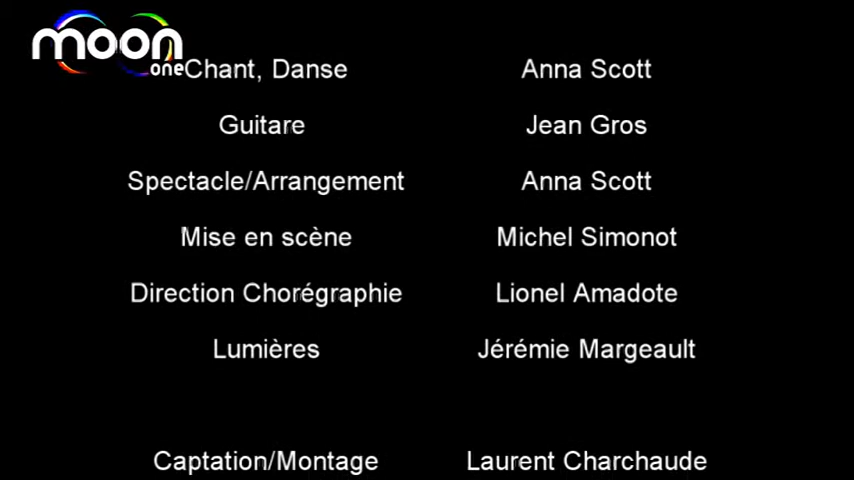 moon
one
Chant, Danse Anna Scott
Guitare Jean Gros
Spectacle/Arrangement Anna Scott
Mise en scène Michel Simonot
Direction Chorégraphie Lionel Amadote
Lumières Jérémie Margeault
Captation/Montage Laurent Charchaude